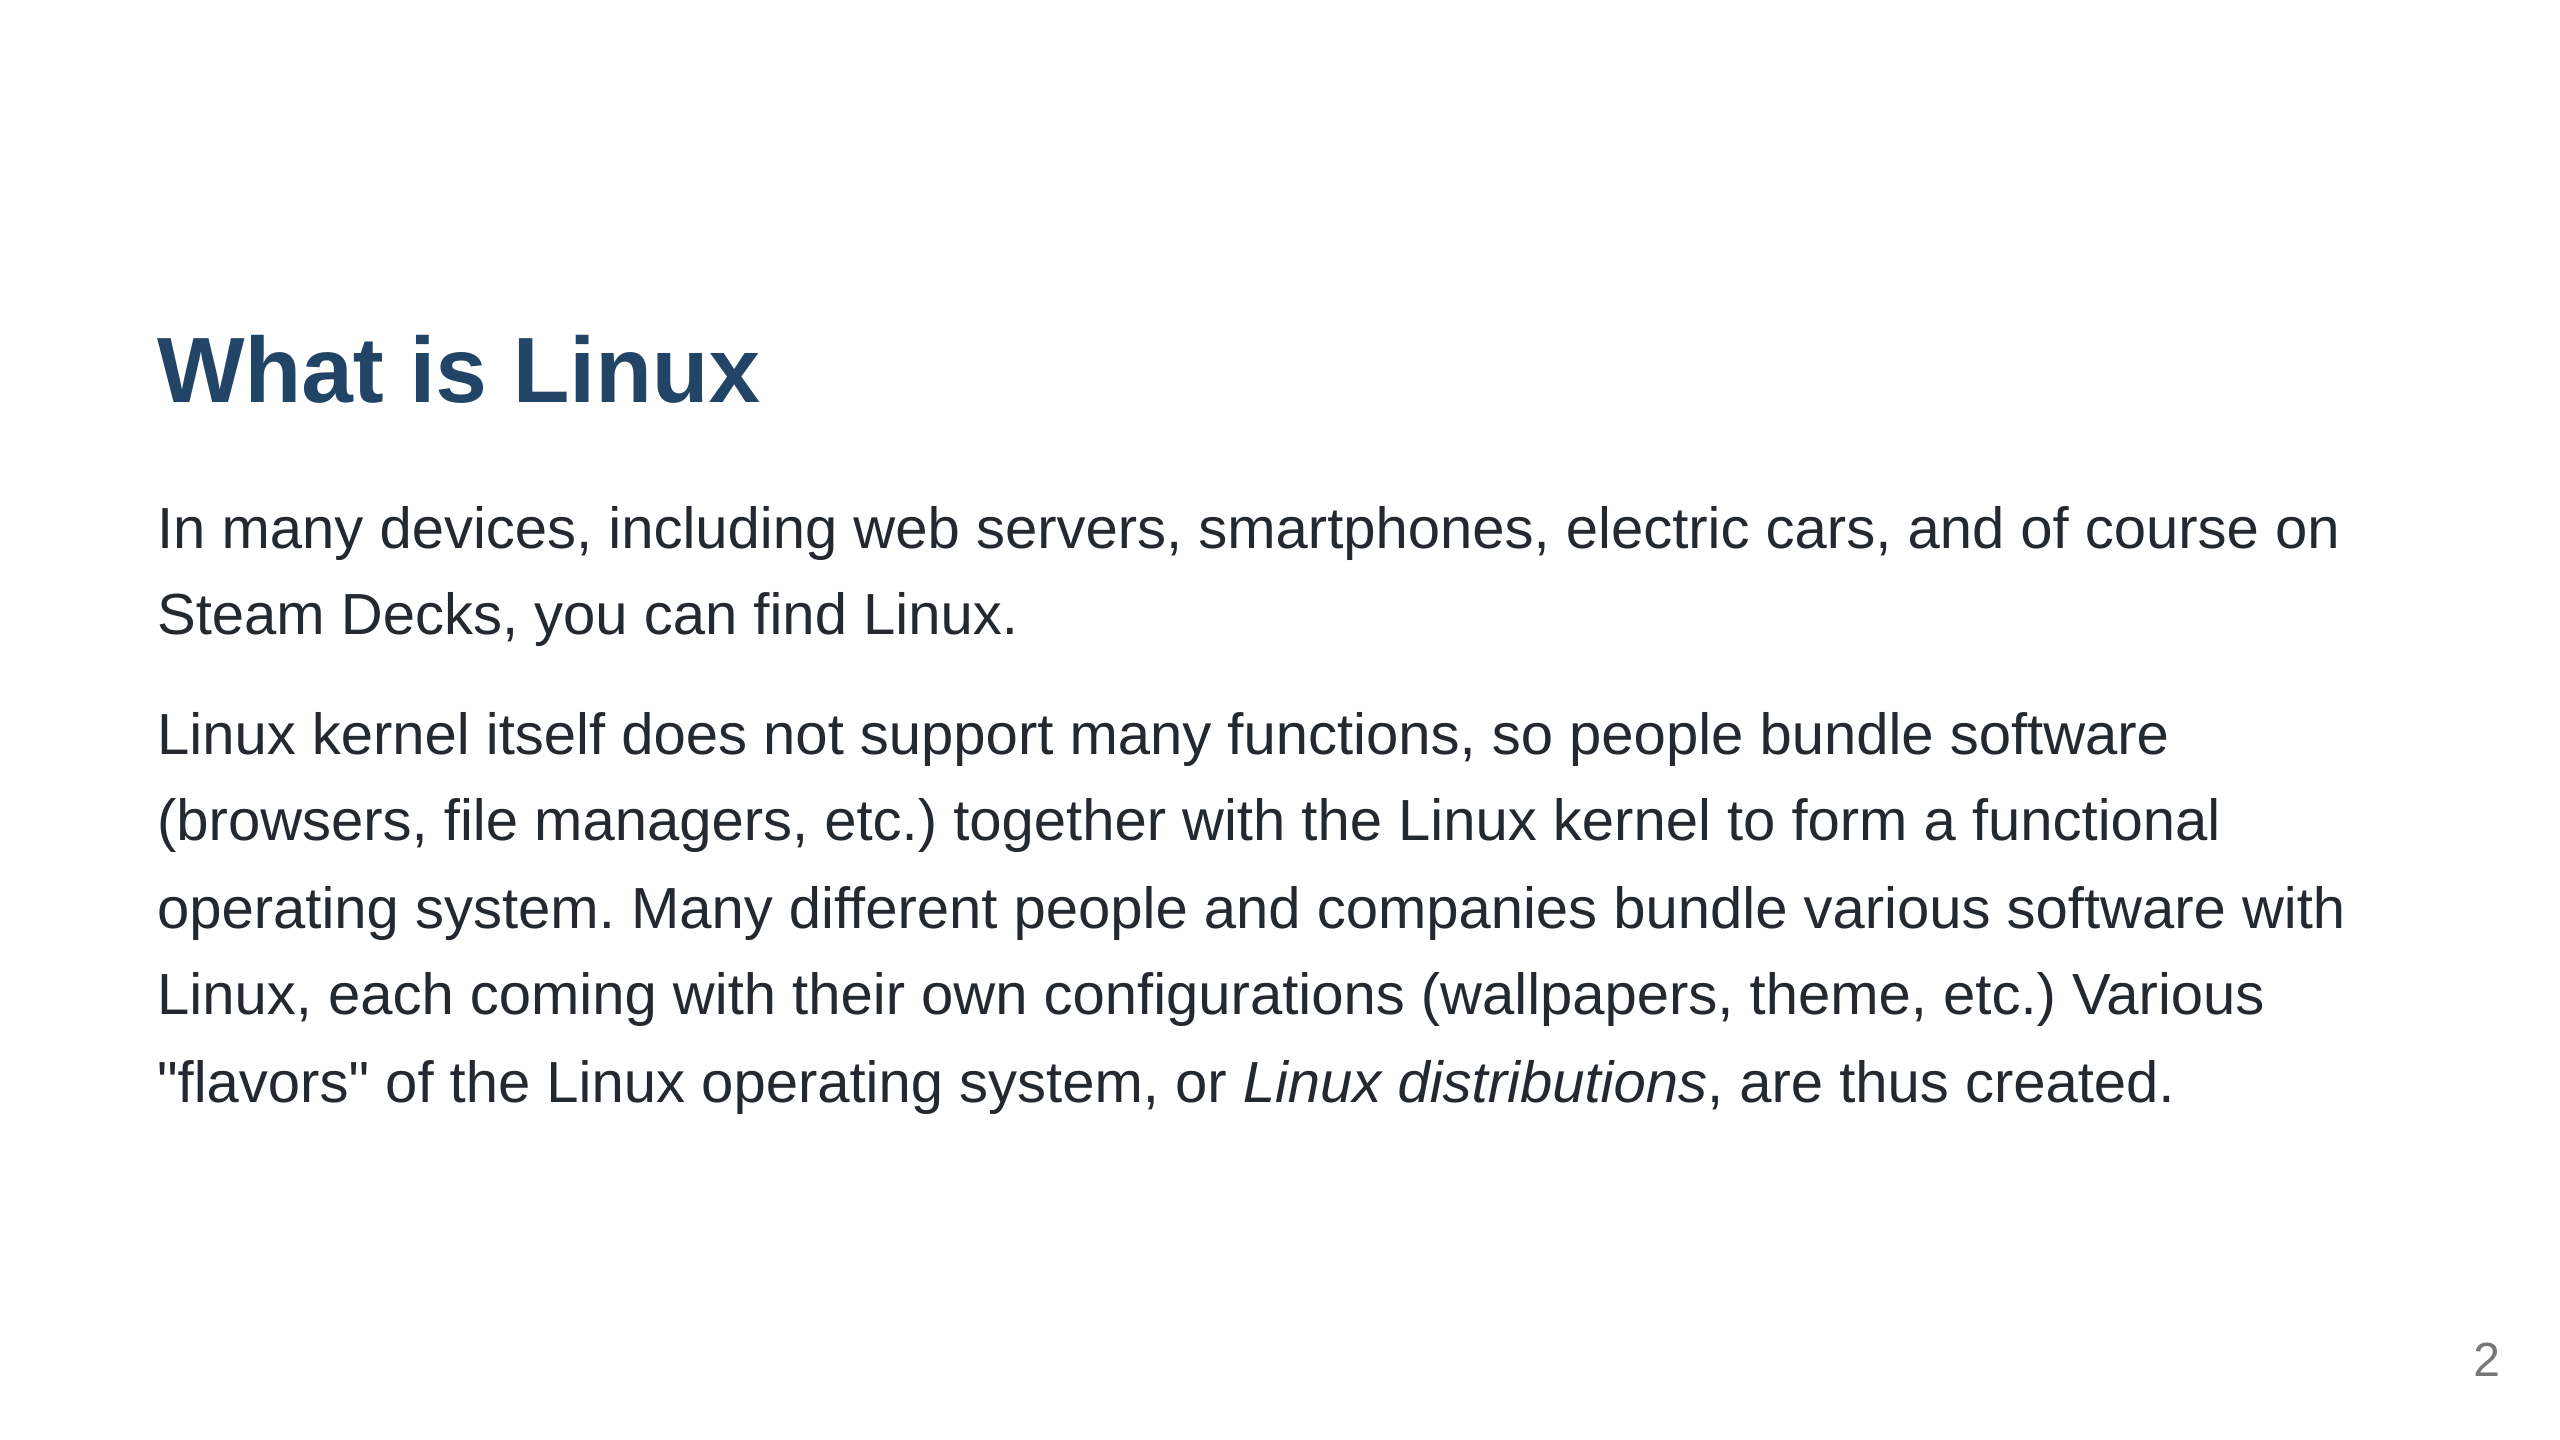 What is Linux
In many devices, including web servers, smartphones, electric cars, and of course on
Steam Decks, you can find Linux.
Linux kernel itself does not support many functions, so people bundle software
(browsers, file managers, etc.) together with the Linux kernel to form a functional
operating system. Many different people and companies bundle various software with
Linux, each coming with their own configurations (wallpapers, theme, etc.) Various
"flavors" of the Linux operating system, or Linux distributions, are thus created.
2